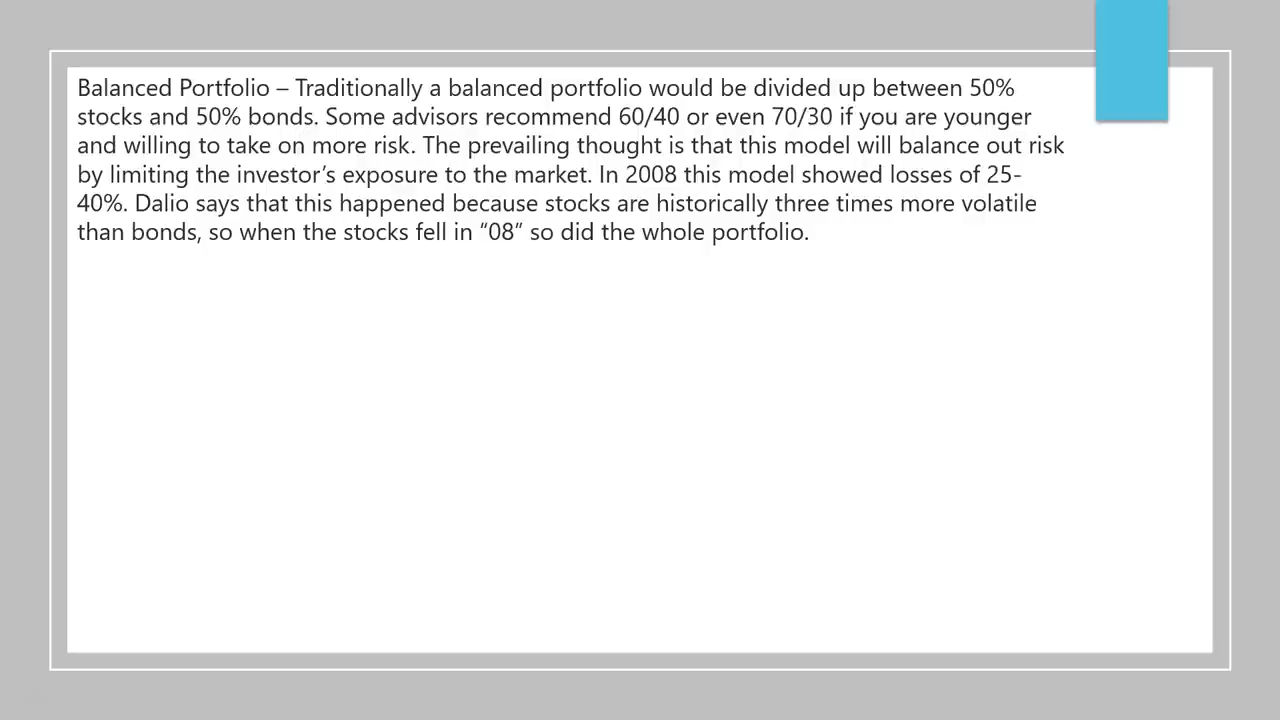 Balanced Portfolio – Traditionally a balanced portfolio would be divided up between 50%
stocks and 50% bonds. Some advisors recommend 60/40 or even 70/30 if you are younger
and willing to take on more risk. The prevailing thought is that this model will balance out risk
by limiting the investor’s exposure to the market. In 2008 this model showed losses of 25-
40%. Dalio says that this happened because stocks are historically three times more volatile
than bonds, so when the stocks fell in “08” so did the whole portfolio.